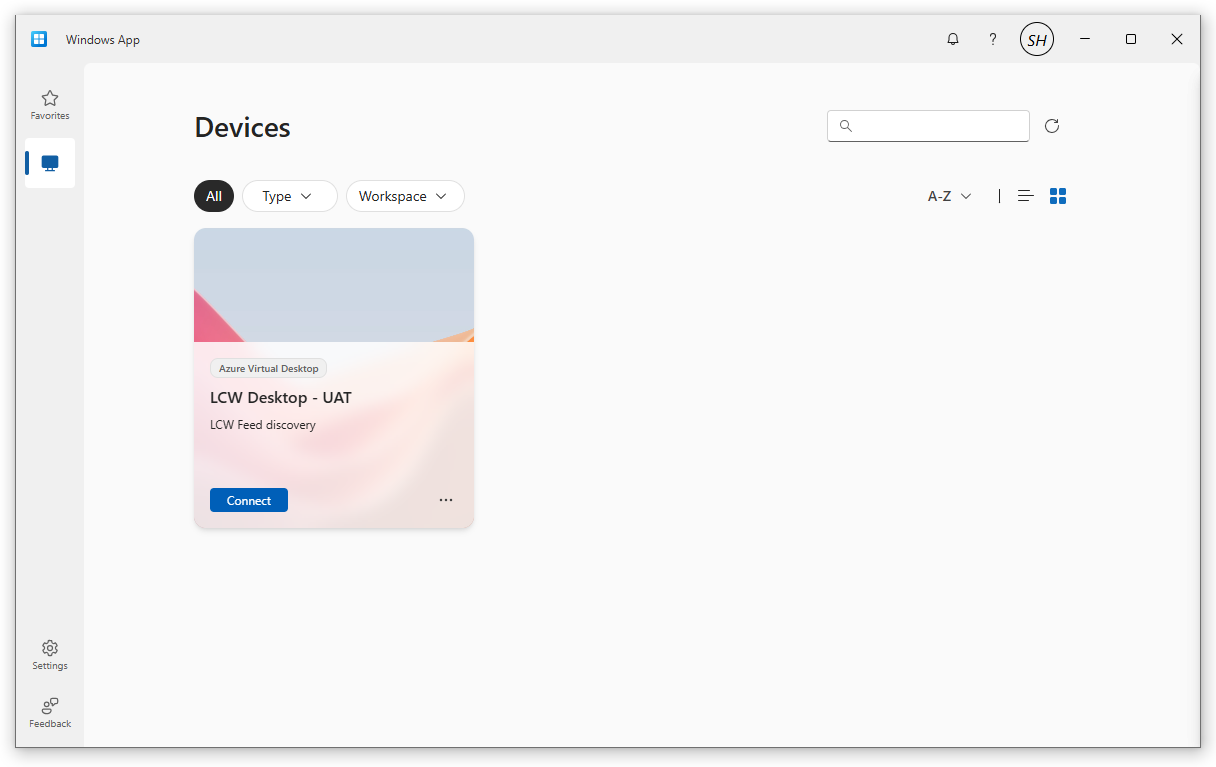 Windows App
?
SH
Favorites
Devices
All
Type
Workspace
A-Z
Azure Virtual Desktop
LCW Desktop - UAT
LCW Feed discovery
Connect
Settings
Feedback